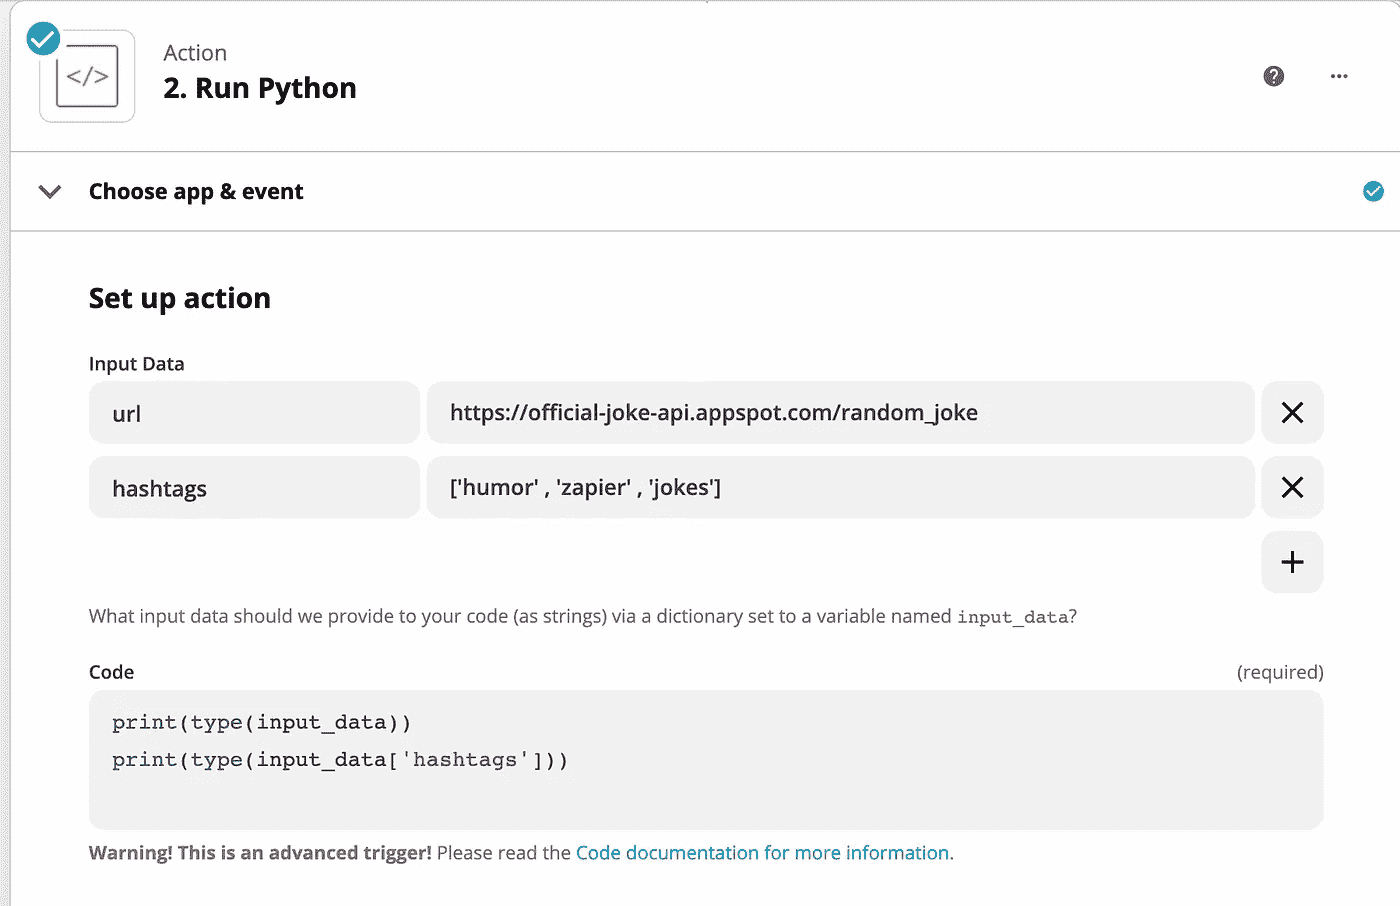 </>
Action
2. Run Python
Choose app & event
Set up action
Input Data
url
https://official-joke-api.appspot.com/random_joke
hashtags
['humor' , 'zapier' , 'jokes']
What input data should we provide to your code (as strings) via a dictionary set to a variable named input_data?
Code (required)
print(type(input_data))
print(type(input_data['hashtags']))
Warning! This is an advanced trigger! Please read the Code documentation for more information.